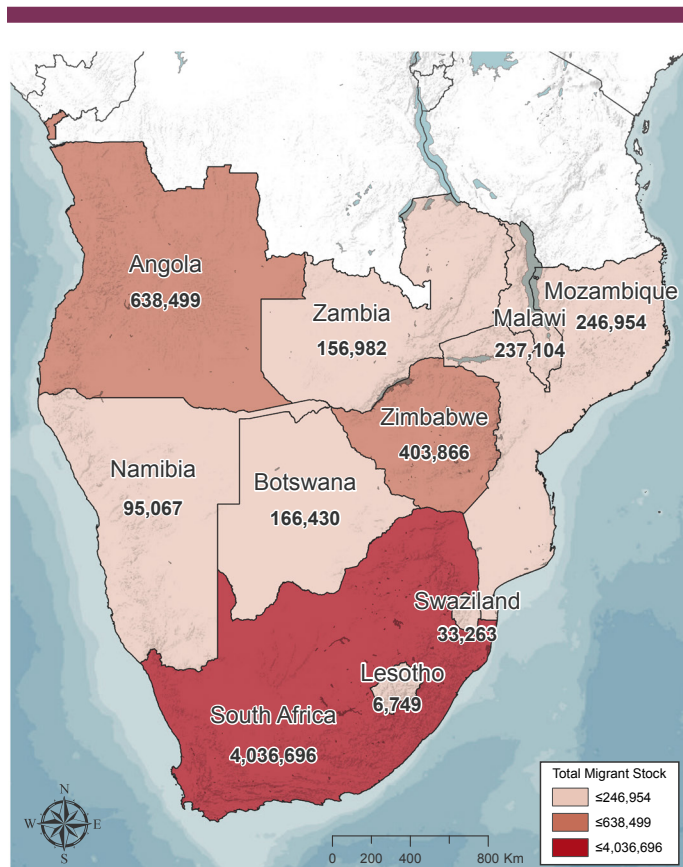 Angola
638,499
Zambia
156,982
Mozambique
246,954
Malawi
237,104
Zimbabwe
403,866
Namibia
95,067
Botswana
166,430
Swaziland
33,263
Lesotho
6,749
South Africa
4,036,696
N
W E
S
0 200 400 800 Km
Total Migrant Stock
≤246,954
≤638,499
≤4,036,696